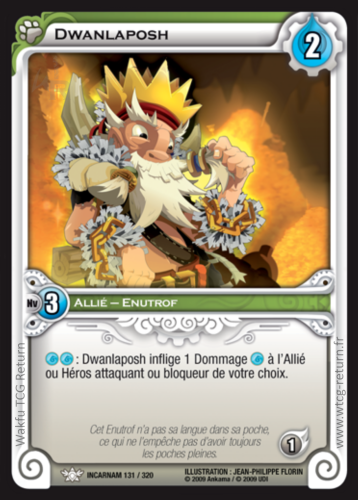 Dwanlaposh
2
Nv 3
Allié – Enutrof
: Dwanlaposh inflige 1 Dommage à l'Allié
ou Héros attaquant ou bloqueur de votre choix.
Cet Enutrof n'a pas sa langue dans sa poche,
ce qui ne l'empêche pas d'avoir toujours
les poches pleines.
1
INCARNAM 131 / 320
ILLUSTRATION : JEAN-PHILIPPE FLORIN
© 2009 Ankama / © 2009 UDI
Wakfu TCG Return
www.wtcg-return.fr